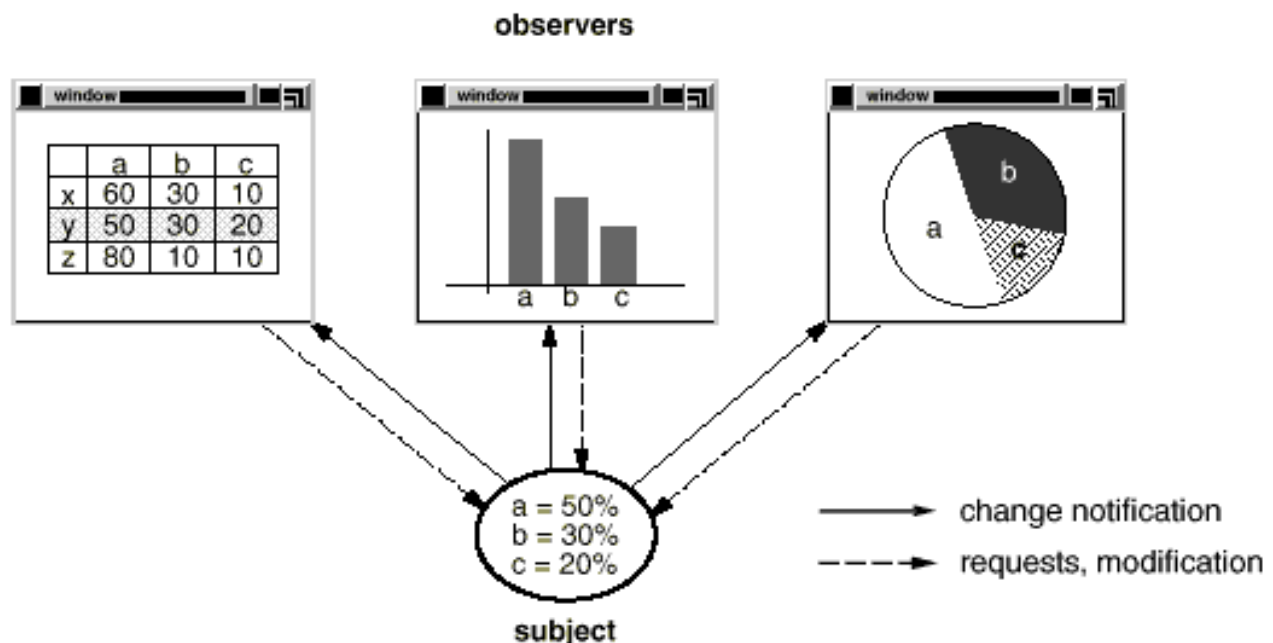 observers
window
window
window
a b c
x 60 30 10
y 50 30 20
z 80 10 10
a b c
a
b
c
a = 50%
b = 30%
c = 20%
subject
change notification
requests, modification